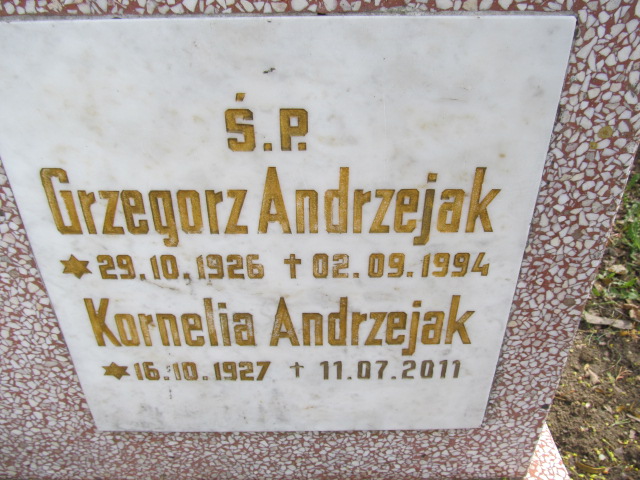 Ś.P.
Grzegorz Andrzejak
✶ 29.10.1926 ✝ 02.09.1994
Kornelia Andrzejak
✶ 16.10.1927 ✝ 11.07.2011